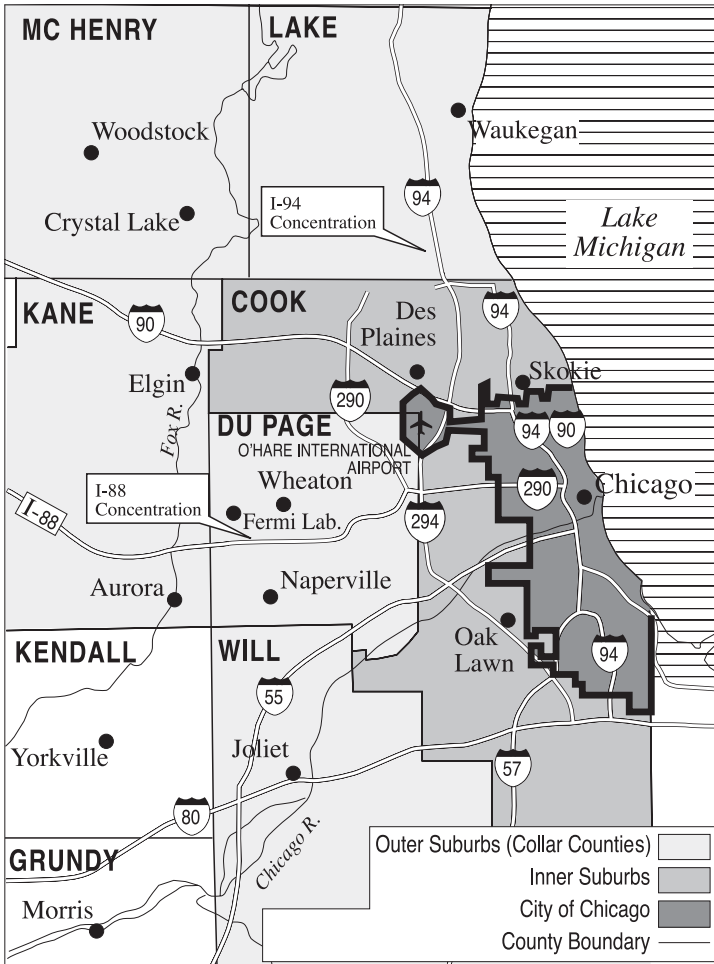 MC HENRY
LAKE
Woodstock
Waukegan
94
I-94
Concentration
Crystal Lake
Lake
Michigan
KANE
COOK
90
94
Des
Plaines
Elgin
Skokie
290
Fox R.
DU PAGE
94
90
O'HARE INTERNATIONAL
AIRPORT
Wheaton
I-88
Concentration
290
Chicago
I-88
Fermi Lab.
294
Aurora
Naperville
Oak
Lawn
KENDALL
WILL
94
55
Yorkville
Joliet
57
80
Chicago R.
GRUNDY
Morris
Outer Suburbs (Collar Counties)
Inner Suburbs
City of Chicago
County Boundary